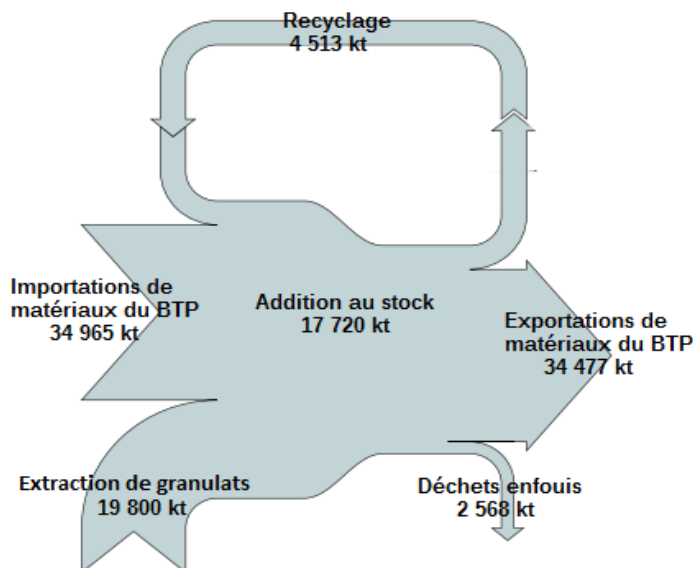 Recyclage
4 513 kt
Importations de
matériaux du BTP
34 965 kt
Addition au stock
17 720 kt
Exportations de
matériaux du BTP
34 477 kt
Extraction de granulats
19 800 kt
Déchets enfouis
2 568 kt